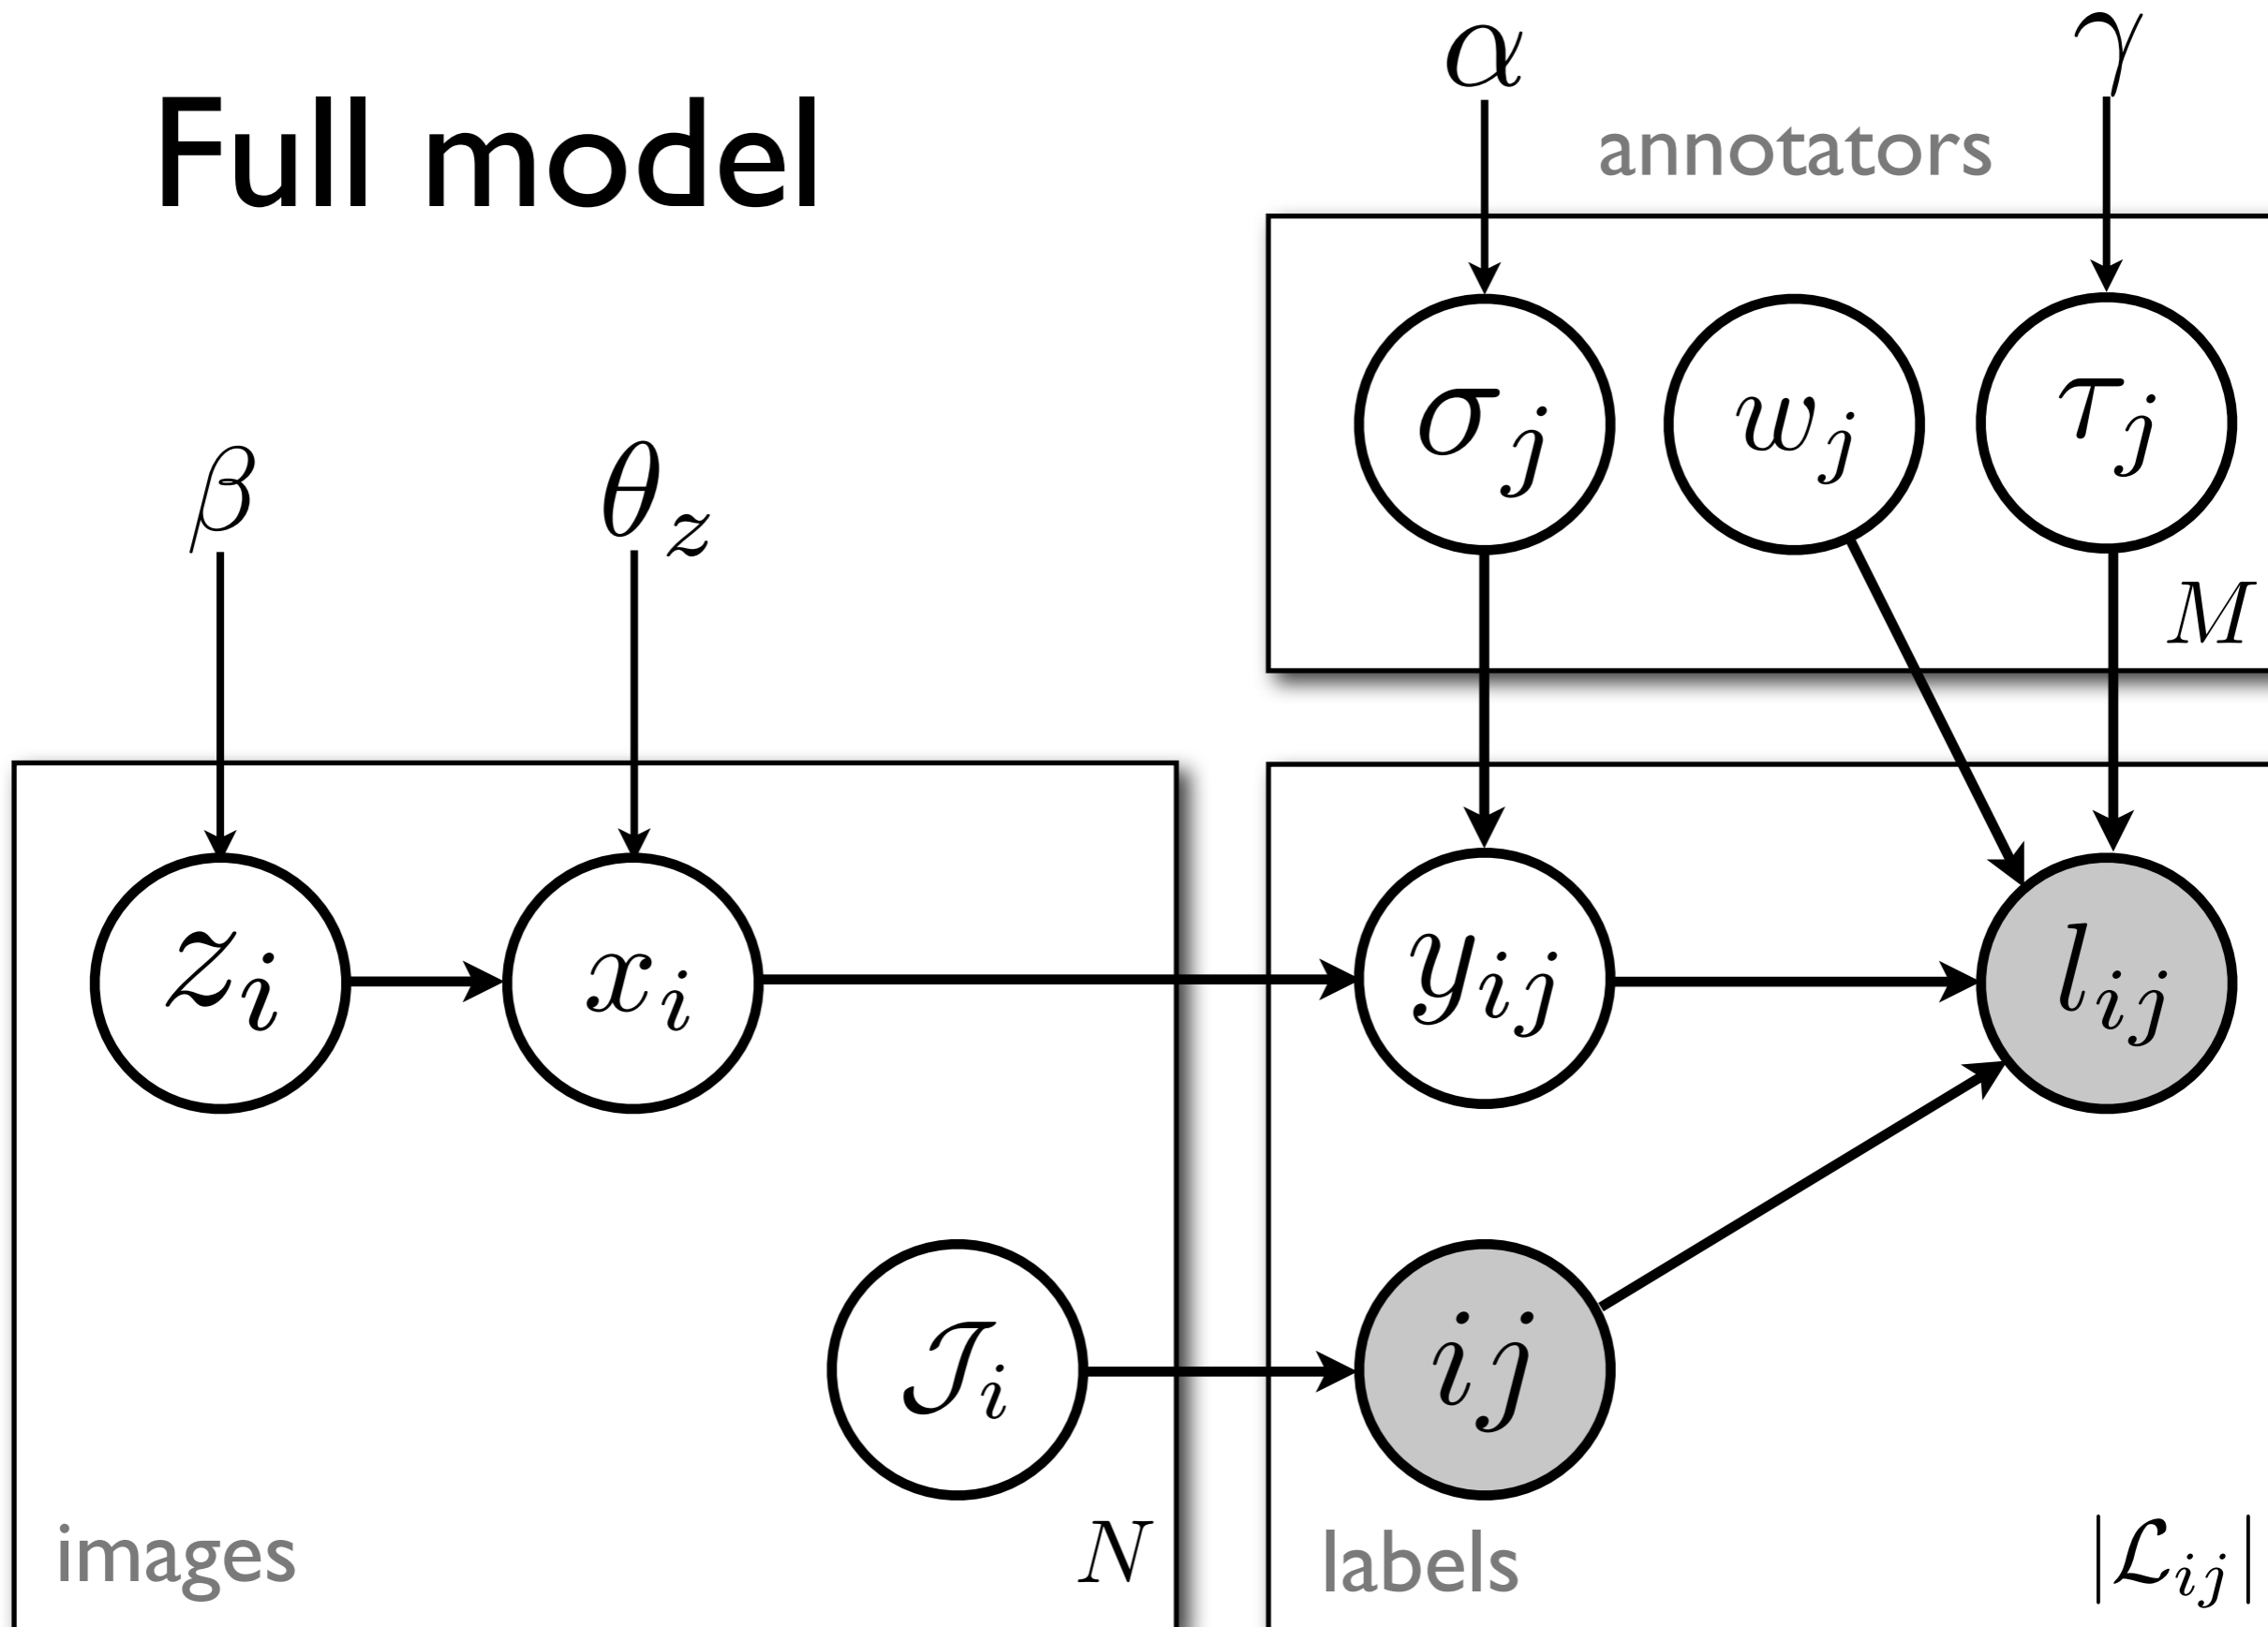 Full model
α
γ
annotators
σ_j
w_j
τ_j
M
β
θ_z
z_i
x_i
y_ij
l_ij
𝒥_i
ij
images
N
labels
|ℒ_ij|